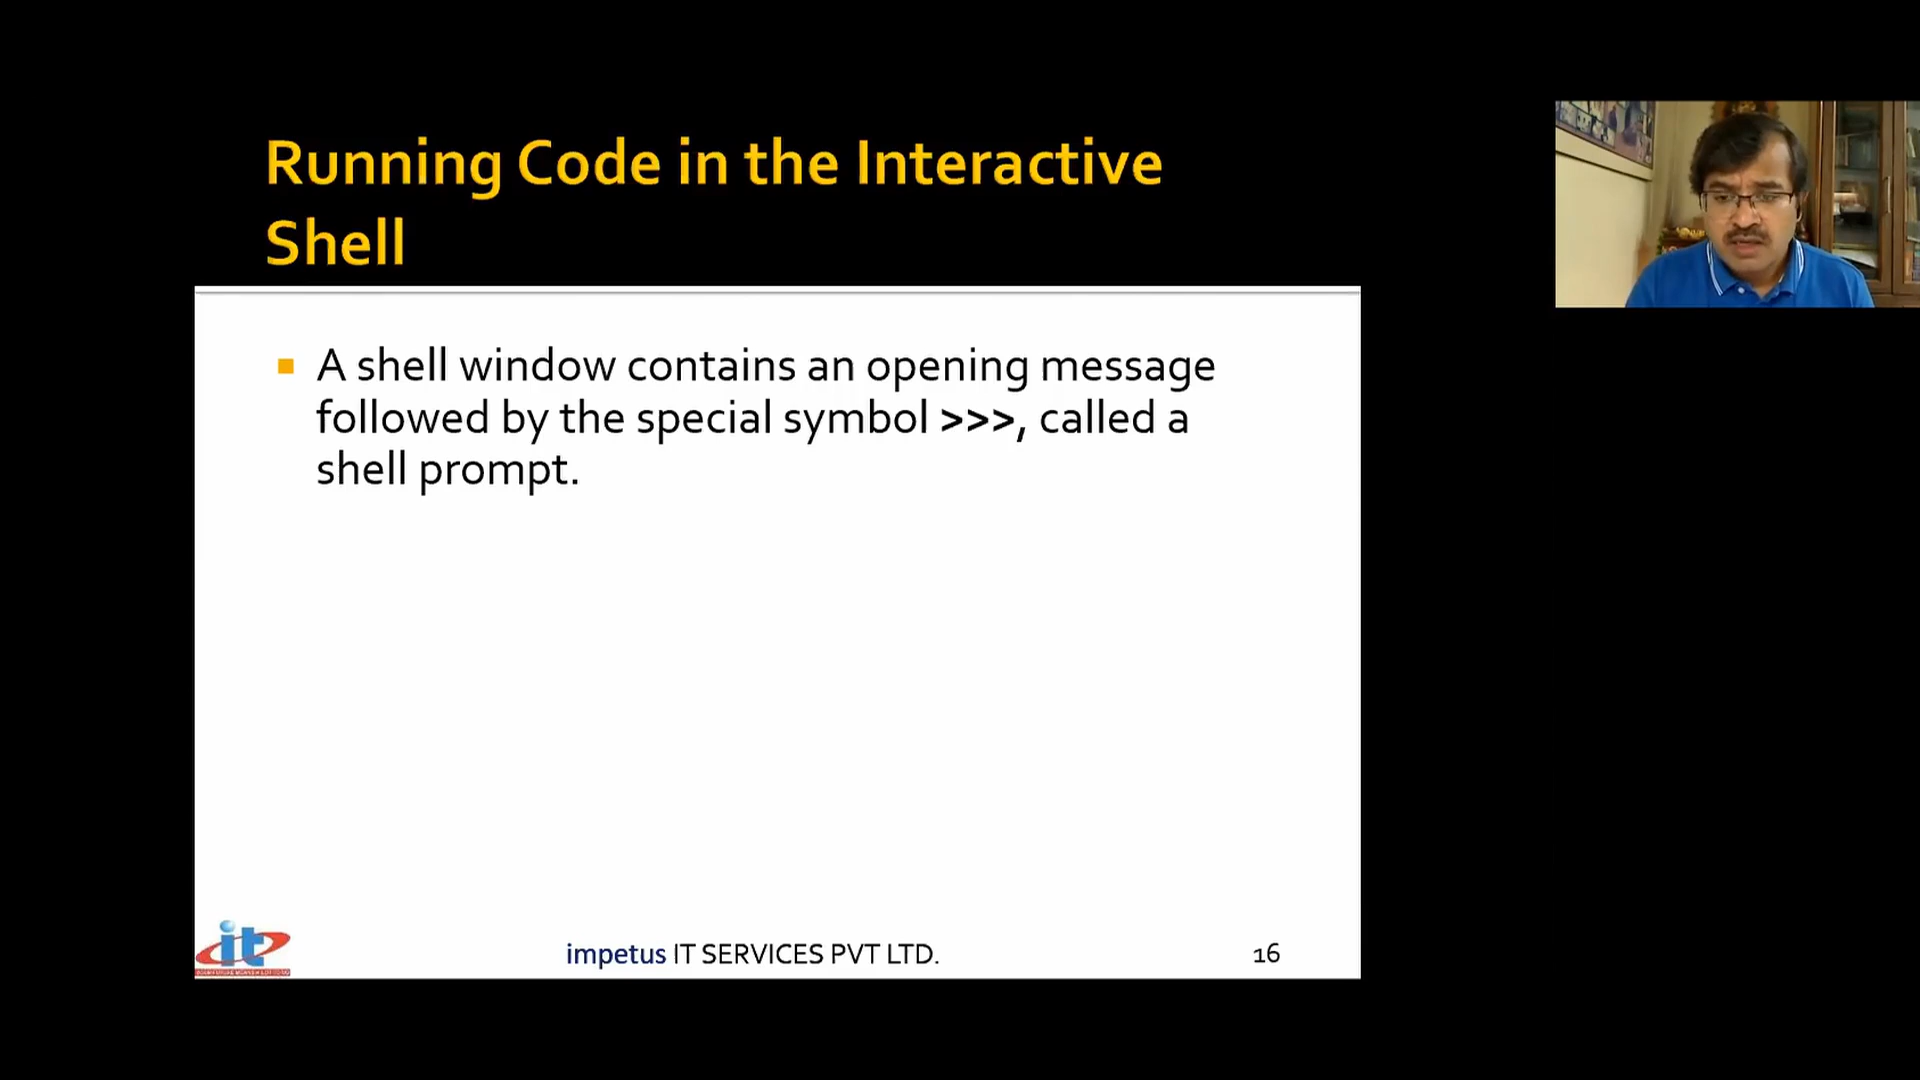 Running Code in the Interactive
Shell
A shell window contains an opening message
followed by the special symbol >>>, called a
shell prompt.
it
impetus IT SERVICES PVT LTD.
16